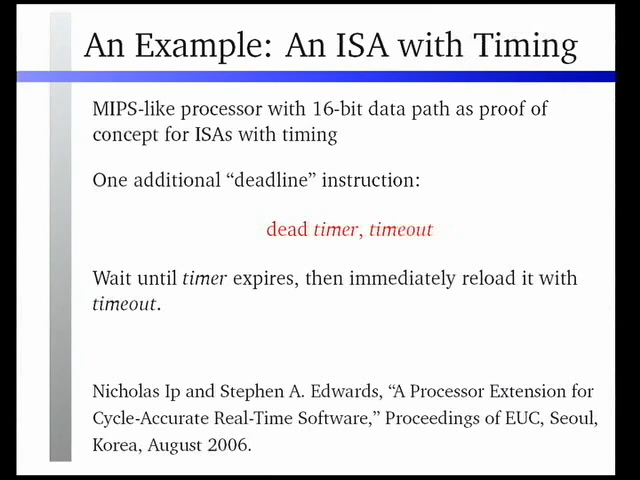 An Example: An ISA with Timing
MIPS-like processor with 16-bit data path as proof of
concept for ISAs with timing
One additional “deadline” instruction:
dead timer, timeout
Wait until timer expires, then immediately reload it with
timeout.
Nicholas Ip and Stephen A. Edwards, “A Processor Extension for
Cycle-Accurate Real-Time Software,” Proceedings of EUC, Seoul,
Korea, August 2006.